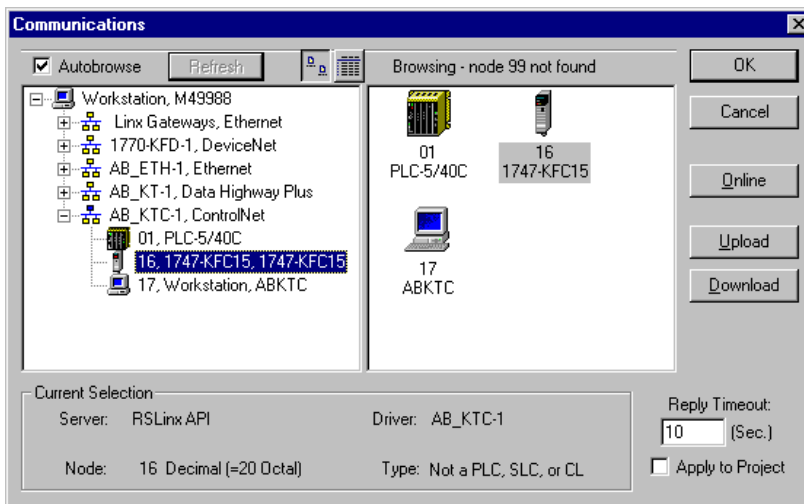 Communications
Autobrowse
Refresh
Browsing - node 99 not found
OK
Cancel
Online
Upload
Download
Workstation, M49988
Linx Gateways, Ethernet
1770-KFD-1, DeviceNet
AB_ETH-1, Ethernet
AB_KT-1, Data Highway Plus
AB_KTC-1, ControlNet
01, PLC-5/40C
16, 1747-KFC15, 1747-KFC15
17, Workstation, ABKTC
01
PLC-5/40C
16
1747-KFC15
17
ABKTC
Current Selection
Server: RSLinx API Driver: AB_KTC-1
Node: 16 Decimal (=20 Octal) Type: Not a PLC, SLC, or CL
Reply Timeout:
10 (Sec.)
Apply to Project